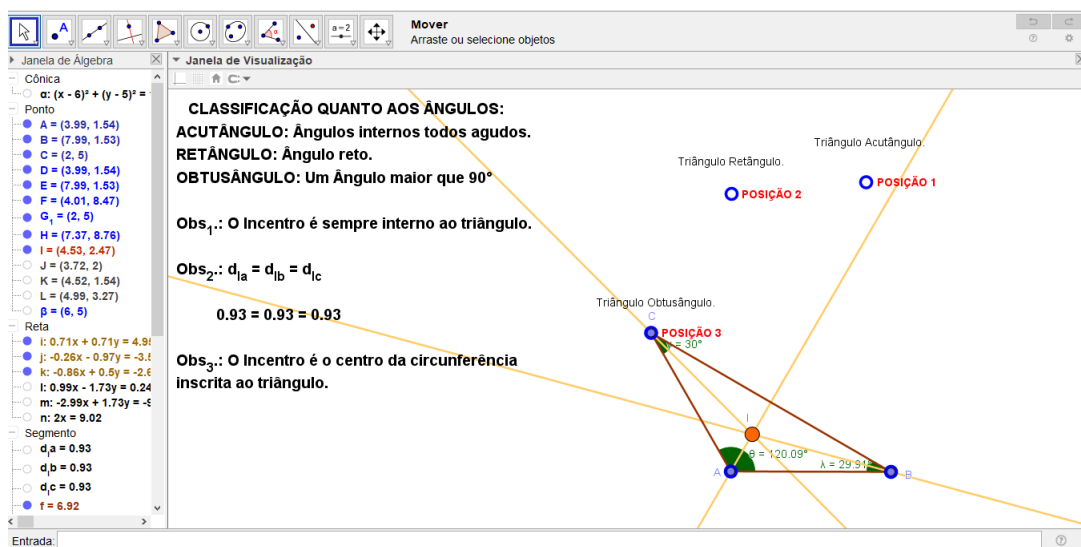 a=2
Mover
Arraste ou selecione objetos
Janela de Álgebra
Janela de Visualização
Cônica
α: (x - 6)² + (y - 5)² =
Ponto
A = (3.99, 1.54)
B = (7.99, 1.53)
C = (2, 5)
D = (3.99, 1.54)
E = (7.99, 1.53)
F = (4.01, 8.47)
G₁ = (2, 5)
H = (7.37, 8.76)
I = (4.53, 2.47)
J = (3.72, 2)
K = (4.52, 1.54)
L = (4.99, 3.27)
β = (6, 5)
Reta
i: 0.71x + 0.71y = 4.95
j: -0.26x - 0.97y = -3.5
k: -0.86x + 0.5y = -2.6
l: 0.99x - 1.73y = 0.24
m: -2.99x + 1.73y = -9
n: 2x = 9.02
Segmento
dₗa = 0.93
dₗb = 0.93
dₗc = 0.93
f = 6.92
CLASSIFICAÇÃO QUANTO AOS ÂNGULOS:
ACUTÂNGULO: Ângulos internos todos agudos.
RETÂNGULO: Ângulo reto.
OBTUSÂNGULO: Um Ângulo maior que 90°
Obs₁.: O Incentro é sempre interno ao triângulo.
Obs₂.: dIa = dIb = dIc
0.93 = 0.93 = 0.93
Obs₃.: O Incentro é o centro da circunferência
inscrita ao triângulo.
Triângulo Acutângulo.
POSIÇÃO 1
Triângulo Retângulo.
POSIÇÃO 2
Triângulo Obtusângulo.
C
POSIÇÃO 3
= 30°
I
θ = 120.09°
λ = 29.91°
A
B
Entrada: